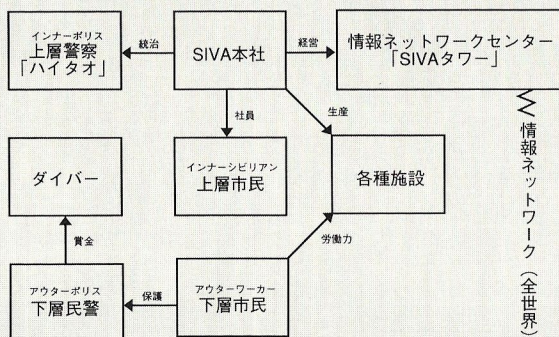 インナーポリス
上層警察
「ハイタオ」
統治
SIVA本社
経営
情報ネットワークセンター
「SIVAタワー」
社員
生産
ダイバー
インナーシビリアン
上層市民
各種施設
情報ネットワーク(全世界)
賞金
労働力
アウターポリス
下層民警
保護
アウターワーカー
下層市民